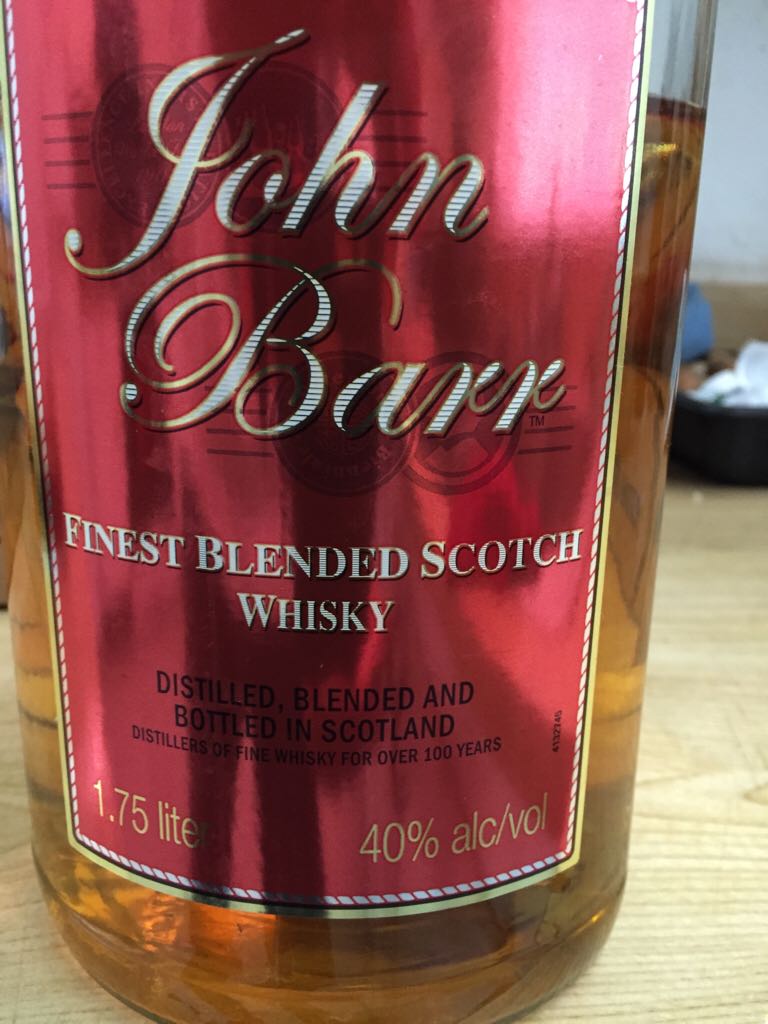 John
Barr
TM
FINEST BLENDED SCOTCH
WHISKY
DISTILLED, BLENDED AND
BOTTLED IN SCOTLAND
DISTILLERS OF FINE WHISKY FOR OVER 100 YEARS
1.75 liter
40% alc/vol